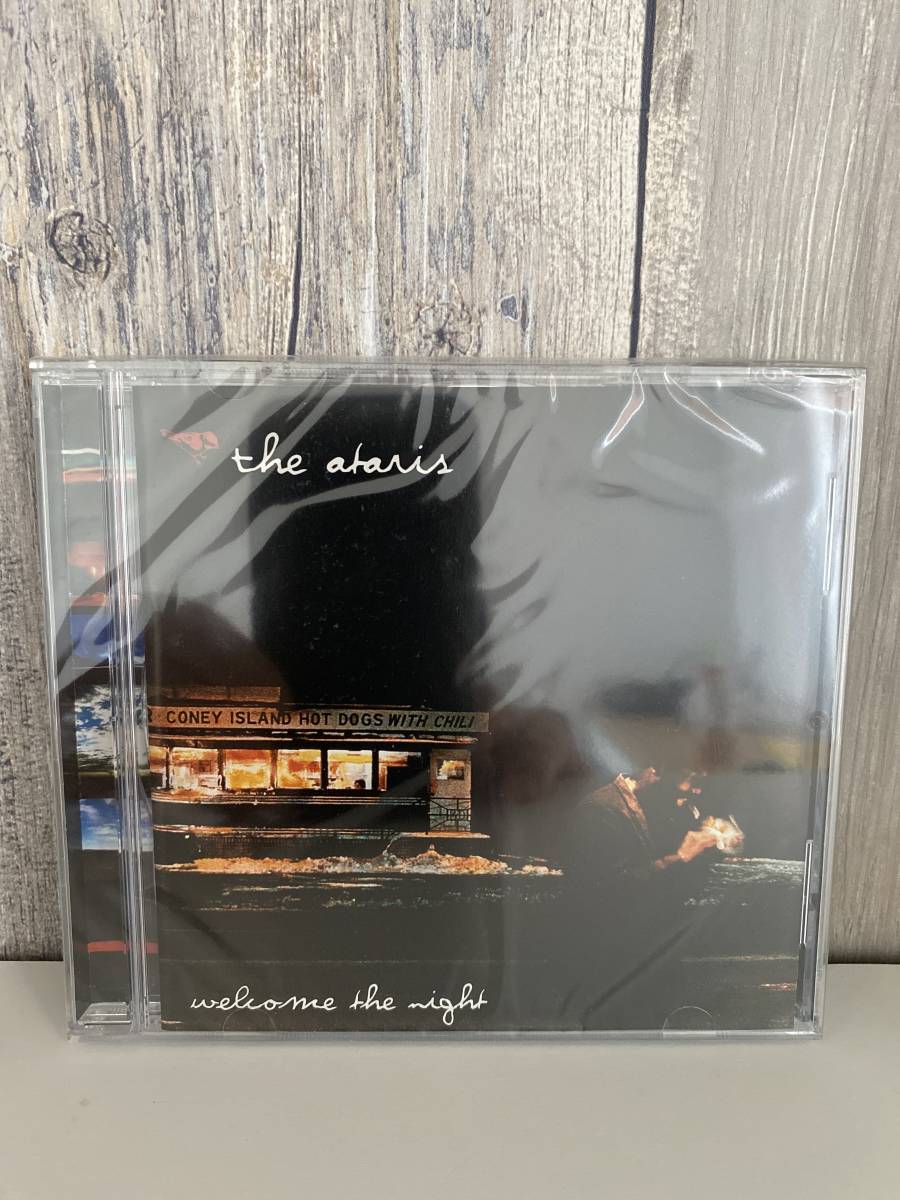 the ataris
CONEY ISLAND HOT DOGS WITH CHILI
welcome the night